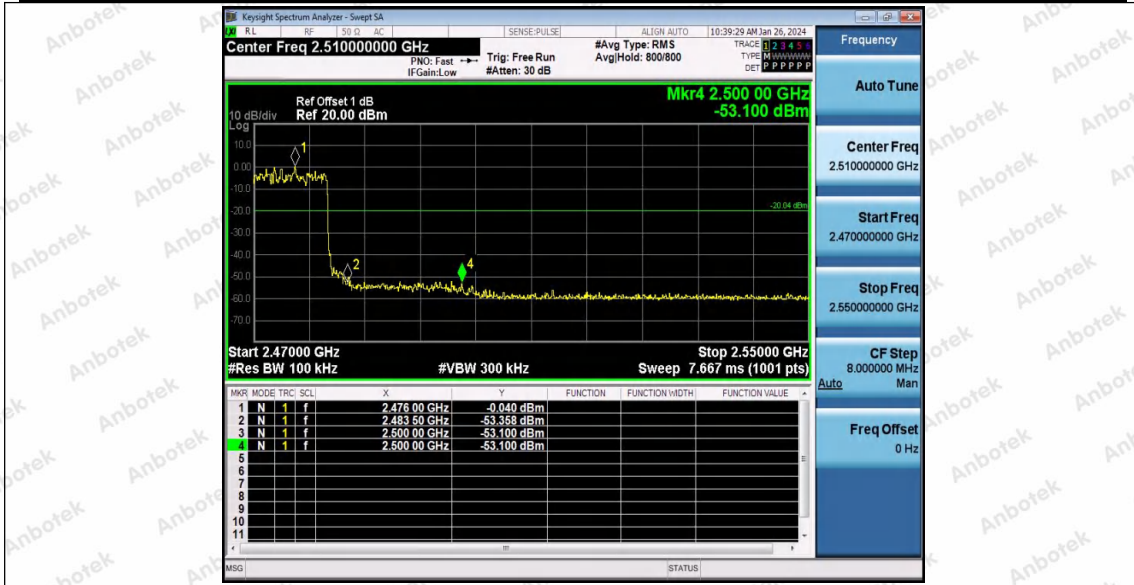 Keysight Spectrum Analyzer - Swept SA
RL RF 50 Ω AC SENSE:PULSE ALIGN AUTO 10:39:29 AM Jan 26, 2024
Center Freq 2.510000000 GHz
PNO: Fast
IFGain:Low
Trig: Free Run
#Atten: 30 dB
#Avg Type: RMS
Avg|Hold: 800/800
TRACE 1 2 3 4 5 6
TYPE M WWWWW
DET P P P P P P
Ref Offset 1 dB
10 dB/div Ref 20.00 dBm
Log
Mkr4 2.500 00 GHz
-53.100 dBm
10.0
0.00
-10.0
-20.0
-30.0
-40.0
-50.0
-60.0
-70.0
1
2
4
-20.04 dBm
Start 2.47000 GHz Stop 2.55000 GHz
#Res BW 100 kHz #VBW 300 kHz Sweep 7.667 ms (1001 pts)
MKR MODE TRC SCL X Y FUNCTION FUNCTION WIDTH FUNCTION VALUE
1 N 1 f 2.476 00 GHz -0.040 dBm
2 N 1 f 2.483 50 GHz -53.358 dBm
3 N 1 f 2.500 00 GHz -53.100 dBm
4 N 1 f 2.500 00 GHz -53.100 dBm
5
6
7
8
9
10
11
MSG STATUS
Frequency
Auto Tune
Center Freq
2.510000000 GHz
Start Freq
2.470000000 GHz
Stop Freq
2.550000000 GHz
CF Step
8.000000 MHz
Auto Man
Freq Offset
0 Hz
Anbotek